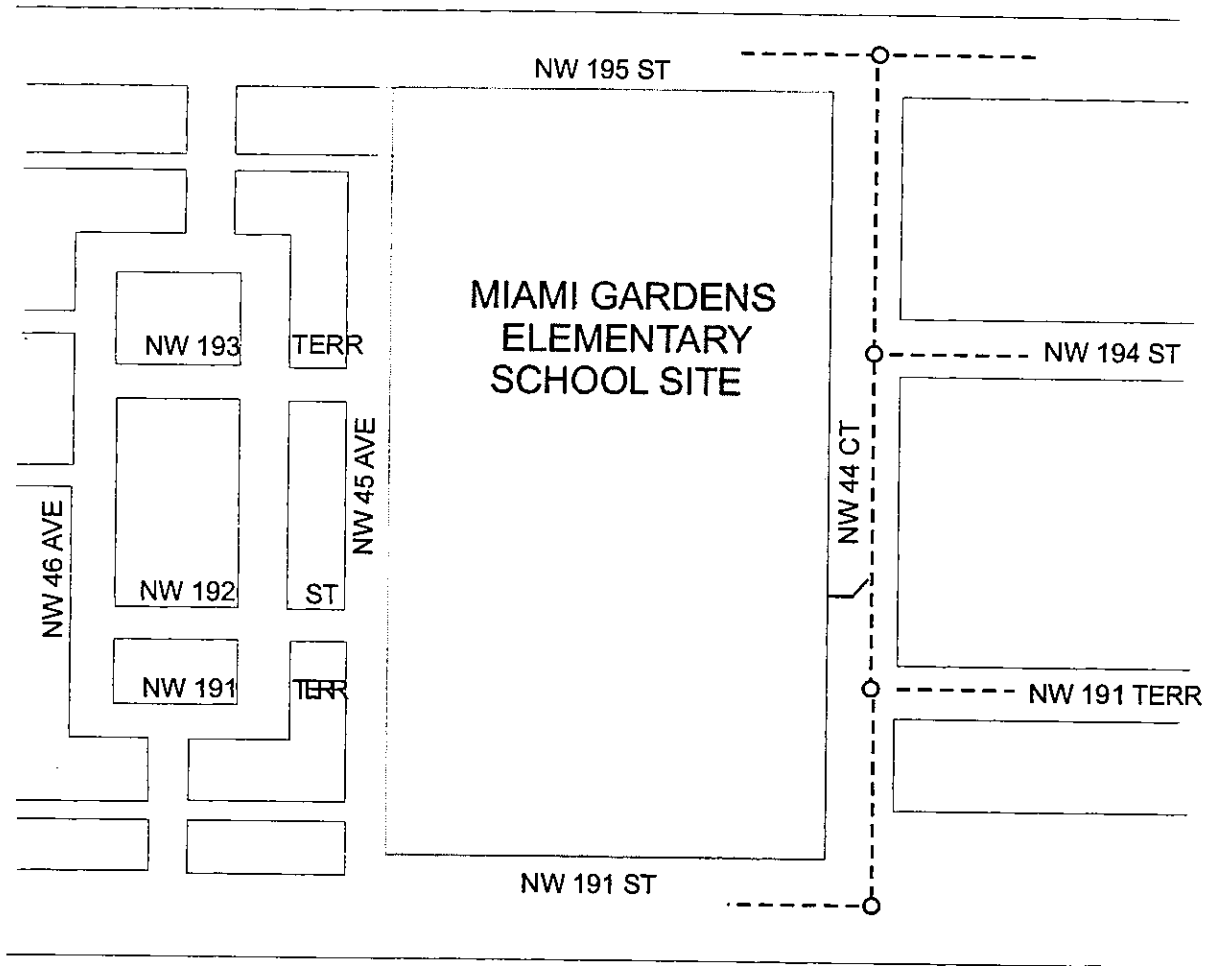 NW 195 ST
MIAMI GARDENS
ELEMENTARY
SCHOOL SITE
NW 193 TERR
NW 194 ST
NW 45 AVE
NW 44 CT
NW 46 AVE
NW 192 ST
NW 191 TERR
NW 191 TERR
NW 191 ST